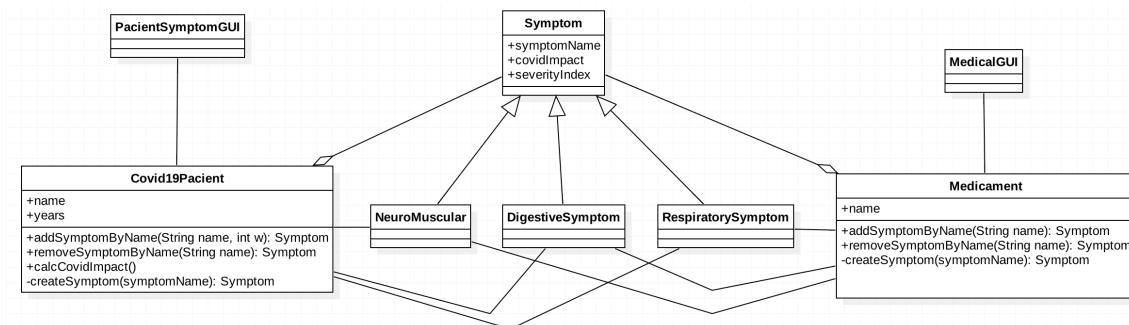 PacientSymptomGUI
Symptom
+symptomName
+covidImpact
+severityIndex
MedicalGUI
Covid19Pacient
+name
+years
+addSymptomByName(String name, int w): Symptom
+removeSymptomByName(String name): Symptom
+calcCovidImpact()
-createSymptom(symptomName): Symptom
NeuroMuscular
DigestiveSymptom
RespiratorySymptom
Medicament
+name
+addSymptomByName(String name): Symptom
+removeSymptomByName(String name): Symptom
-createSymptom(symptomName): Symptom